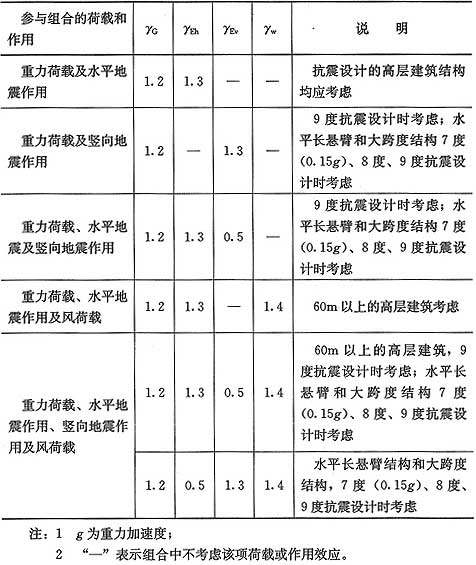 参与组合的荷载和作用 γG γEh γEv γw 说 明
重力荷载及水平地震作用 1.2 1.3 — — 抗震设计的高层建筑结构均应考虑
重力荷载及竖向地震作用 1.2 — 1.3 — 9度抗震设计时考虑；水平长悬臂和大跨度结构7度(0.15g)、8度、9度抗震设计时考虑
重力荷载、水平地震及竖向地震作用 1.2 1.3 0.5 — 9度抗震设计时考虑；水平长悬臂和大跨度结构7度(0.15g)、8度、9度抗震设计时考虑
重力荷载、水平地震作用及风荷载 1.2 1.3 — 1.4 60m以上的高层建筑考虑
重力荷载、水平地震作用、竖向地震作用及风荷载 1.2 1.3 0.5 1.4 60m以上的高层建筑，9度抗震设计时考虑；水平长悬臂和大跨度结构7度(0.15g)、8度、9度抗震设计时考虑
1.2 0.5 1.3 1.4 水平长悬臂结构和大跨度结构，7度(0.15g)、8度、9度抗震设计时考虑
注：1 g为重力加速度；
2 “—”表示组合中不考虑该项荷载或作用效应。